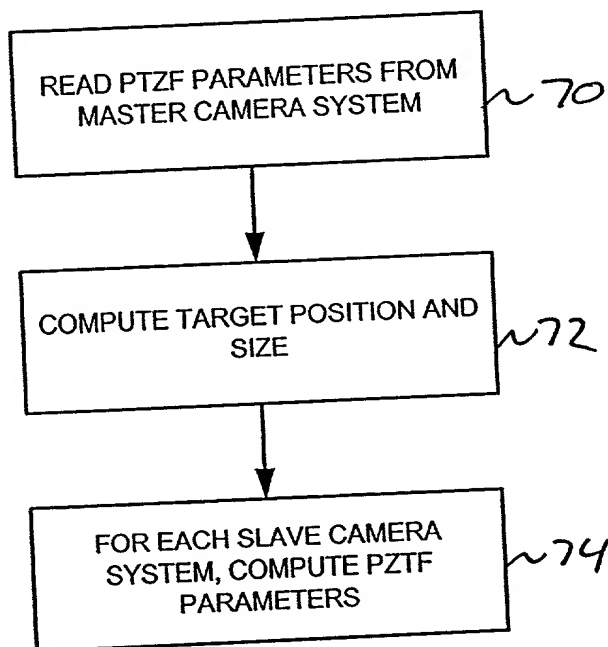 READ PTZF PARAMETERS FROM
MASTER CAMERA SYSTEM
~70
COMPUTE TARGET POSITION AND
SIZE
~72
FOR EACH SLAVE CAMERA
SYSTEM, COMPUTE PZTF
PARAMETERS
~74